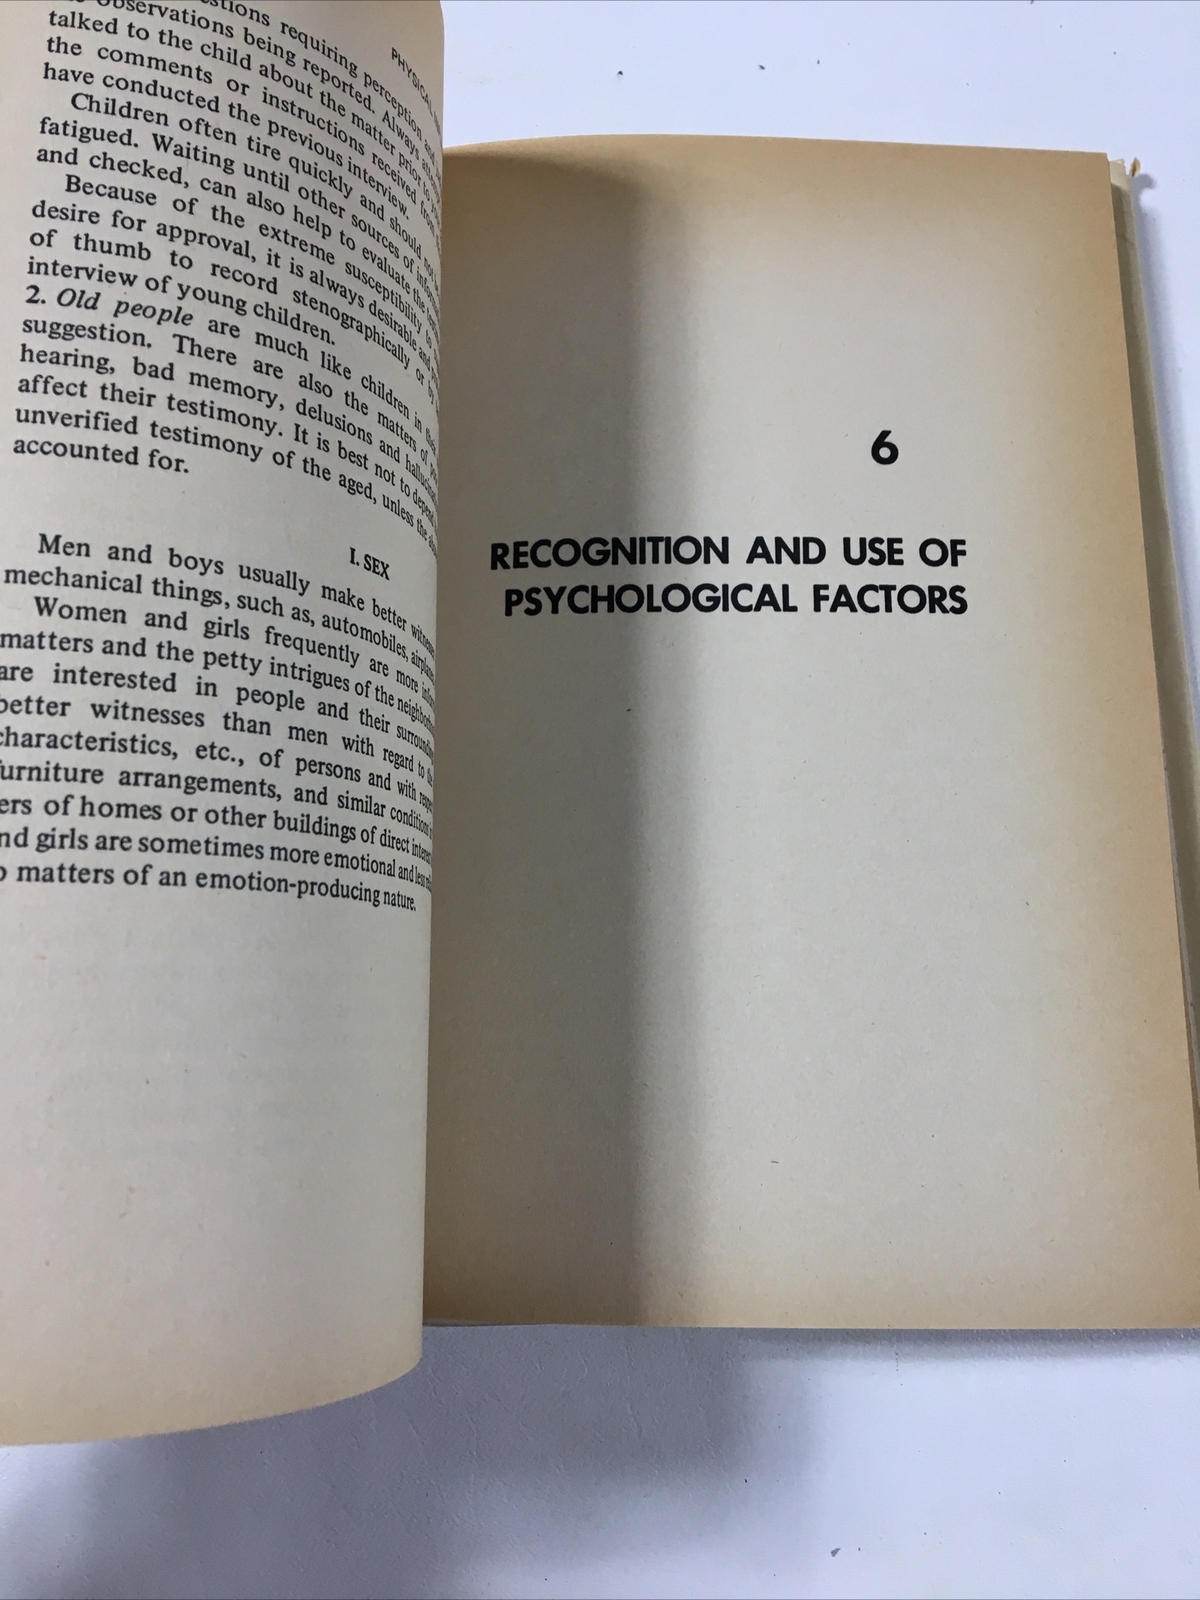 requiring perception
observations being reported. Always
talked to the child about the matter prior to
the comments or instructions received from
have conducted the previous interview.
Children often tire quickly and should not
fatigued. Waiting until other sources of
and checked, can also help to evaluate the
Because of the extreme susceptibility to
desire for approval, it is always desirable and
of thumb to record stenographically or by
interview of young children.
2. Old people are much like children in their
suggestion. There are also the matters of
hearing, bad memory, delusions and
affect their testimony. It is best not to depend
unverified testimony of the aged, unless the
accounted for.
I. SEX
Men and boys usually make better
mechanical things, such as, automobiles,
Women and girls frequently are more
matters and the petty intrigues of the
are interested in people and their
better witnesses than men with regard to
characteristics, etc., of persons and with
furniture arrangements, and similar
of homes or other buildings of direct
girls are sometimes more emotional and less
matters of an emotion-producing nature.
PHYSICAL
6
RECOGNITION AND USE OF
PSYCHOLOGICAL FACTORS